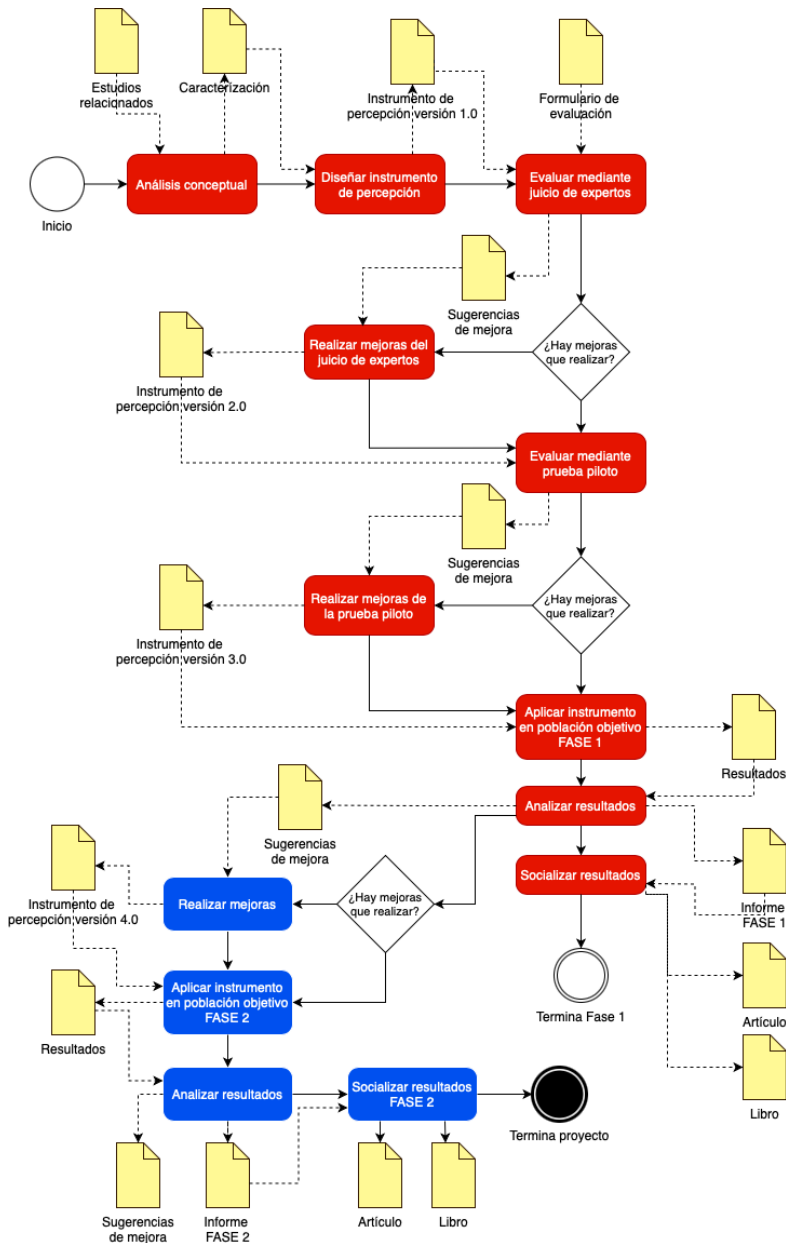 Estudios
relacionados
Caracterización
Instrumento de
percepción versión 1.0
Formulario de
evaluación
Inicio
Análisis conceptual
Diseñar instrumento
de percepción
Evaluar mediante
juicio de expertos
Sugerencias
de mejora
¿Hay mejoras
que realizar?
Realizar mejoras del
juicio de expertos
Instrumento de
percepción versión 2.0
Evaluar mediante
prueba piloto
Sugerencias
de mejora
¿Hay mejoras
que realizar?
Realizar mejoras de
la prueba piloto
Instrumento de
percepción versión 3.0
Aplicar instrumento
en población objetivo
FASE 1
Resultados
Analizar resultados
Sugerencias
de mejora
Socializar resultados
Informe
FASE 1
¿Hay mejoras
que realizar?
Realizar mejoras
Instrumento de
percepción versión 4.0
Termina Fase 1
Artículo
Aplicar instrumento
en población objetivo
FASE 2
Resultados
Libro
Analizar resultados
Socializar resultados
FASE 2
Termina proyecto
Sugerencias
de mejora
Informe
FASE 2
Artículo
Libro